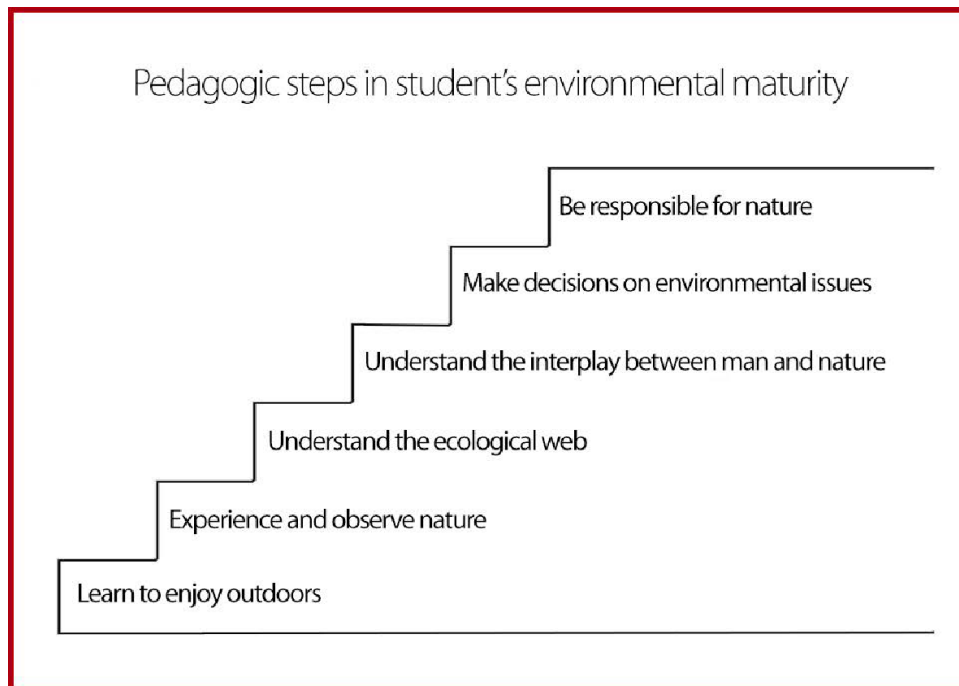 Pedagogic steps in student's environmental maturity
Be responsible for nature
Make decisions on environmental issues
Understand the interplay between man and nature
Understand the ecological web
Experience and observe nature
Learn to enjoy outdoors